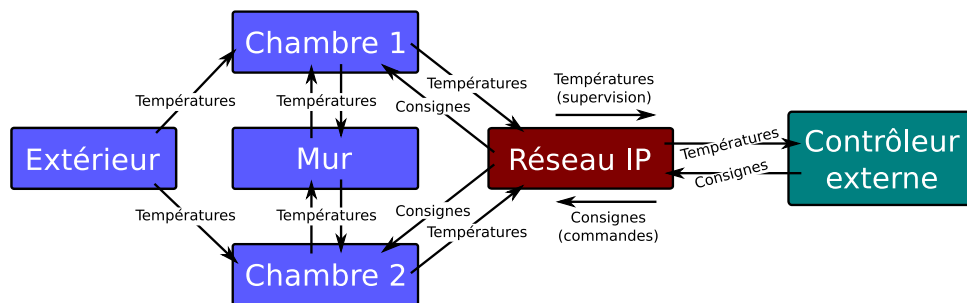 Chambre 1
Températures
Températures
Températures
Consignes
Températures
(supervision)
Extérieur
Mur
Réseau IP
Températures
Consignes
Contrôleur
externe
Températures
Températures
Consignes
Températures
Consignes
(commandes)
Chambre 2